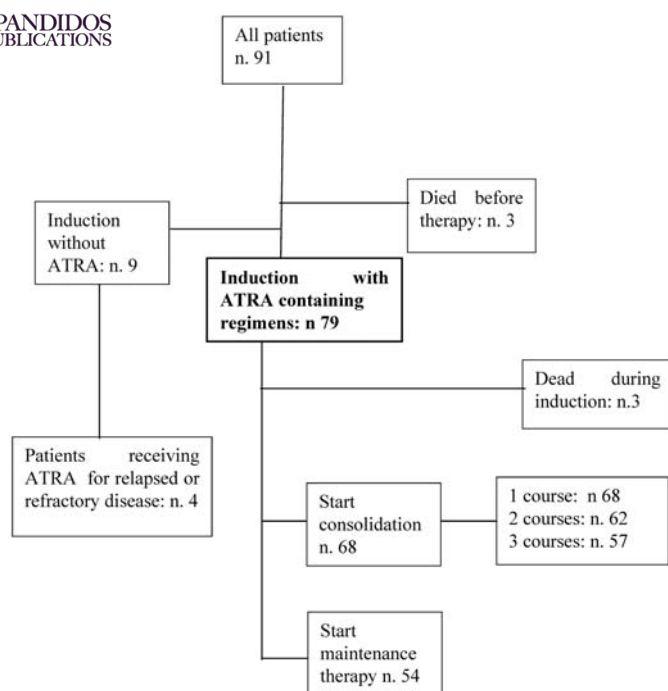 PANDIDOS
PUBLICATIONS
All patients
n. 91
Died before
therapy: n. 3
Induction
without
ATRA: n. 9
Induction with
ATRA containing
regimens: n 79
Dead during
induction: n.3
Patients receiving
ATRA for relapsed or
refractory disease: n. 4
Start
consolidation
n. 68
1 course: n 68
2 courses: n. 62
3 courses: n. 57
Start
maintenance
therapy n. 54